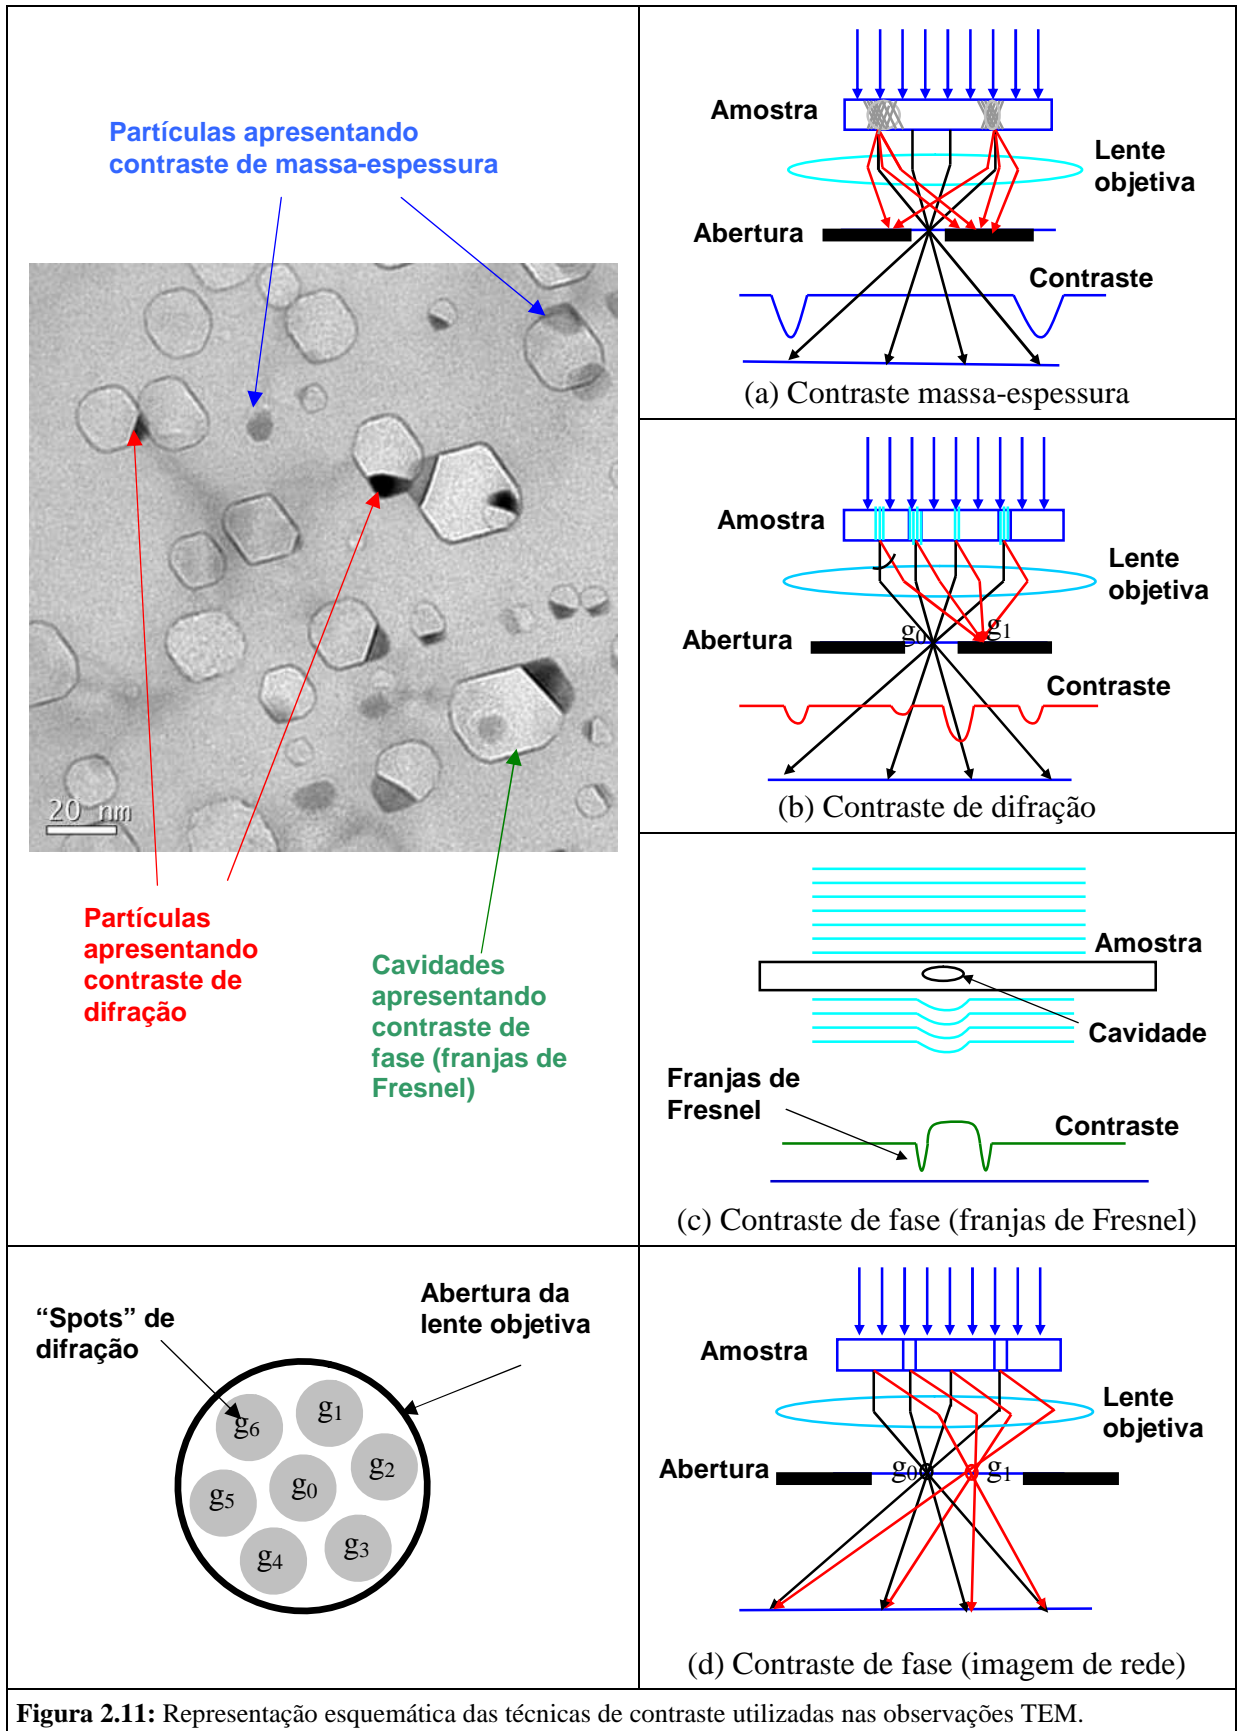 Partículas apresentando
contraste de massa-espessura
20 nm
Partículas
apresentando
contraste de
difração
Cavidades
apresentando
contraste de
fase (franjas de
Fresnel)
Amostra
Lente
objetiva
Abertura
Contraste
(a) Contraste massa-espessura
Amostra
Lente
objetiva
g0
g1
Abertura
Contraste
(b) Contraste de difração
Amostra
Cavidade
Franjas de
Fresnel
Contraste
(c) Contraste de fase (franjas de Fresnel)
“Spots” de
difração
Abertura da
lente objetiva
g6
g1
g2
g0
g5
g4
g3
Amostra
Lente
objetiva
Abertura
g0
g1
(d) Contraste de fase (imagem de rede)
Figura 2.11: Representação esquemática das técnicas de contraste utilizadas nas observações TEM.